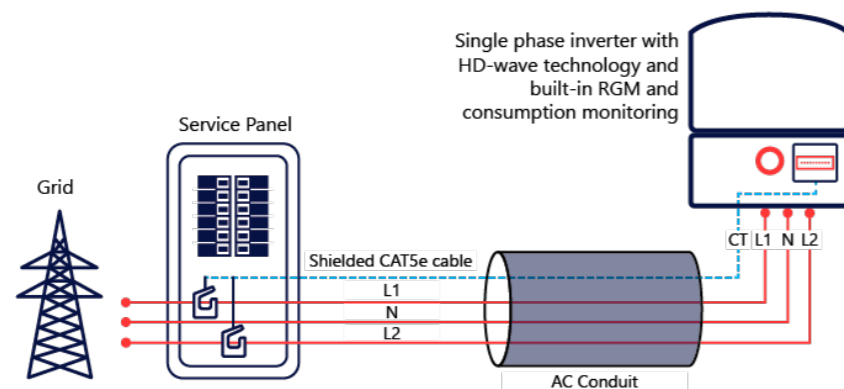 Single phase inverter with
HD-wave technology and
built-in RGM and
consumption monitoring
Service Panel
Grid
CT L1 N L2
Shielded CAT5e cable
L1
N
L2
AC Conduit